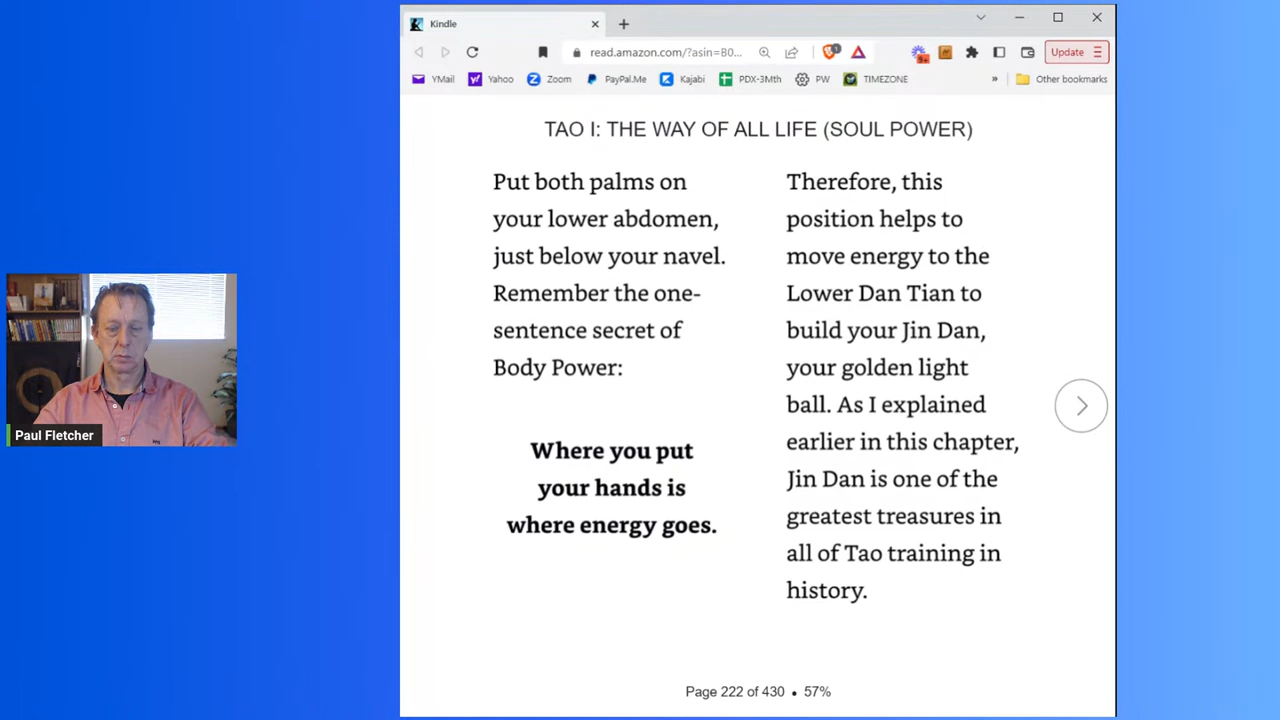 Kindle
read.amazon.com/?asin=B0...
Update
YMail
Yahoo
Zoom
PayPal.Me
Kajabi
PDX-3Mth
PW
TIMEZONE
»
Other bookmarks
TAO I: THE WAY OF ALL LIFE (SOUL POWER)
Put both palms on
your lower abdomen,
just below your navel.
Remember the one-
sentence secret of
Body Power:
Where you put
your hands is
where energy goes.
Therefore, this
position helps to
move energy to the
Lower Dan Tian to
build your Jin Dan,
your golden light
ball. As I explained
earlier in this chapter,
Jin Dan is one of the
greatest treasures in
all of Tao training in
history.
Page 222 of 430 • 57%
Paul Fletcher